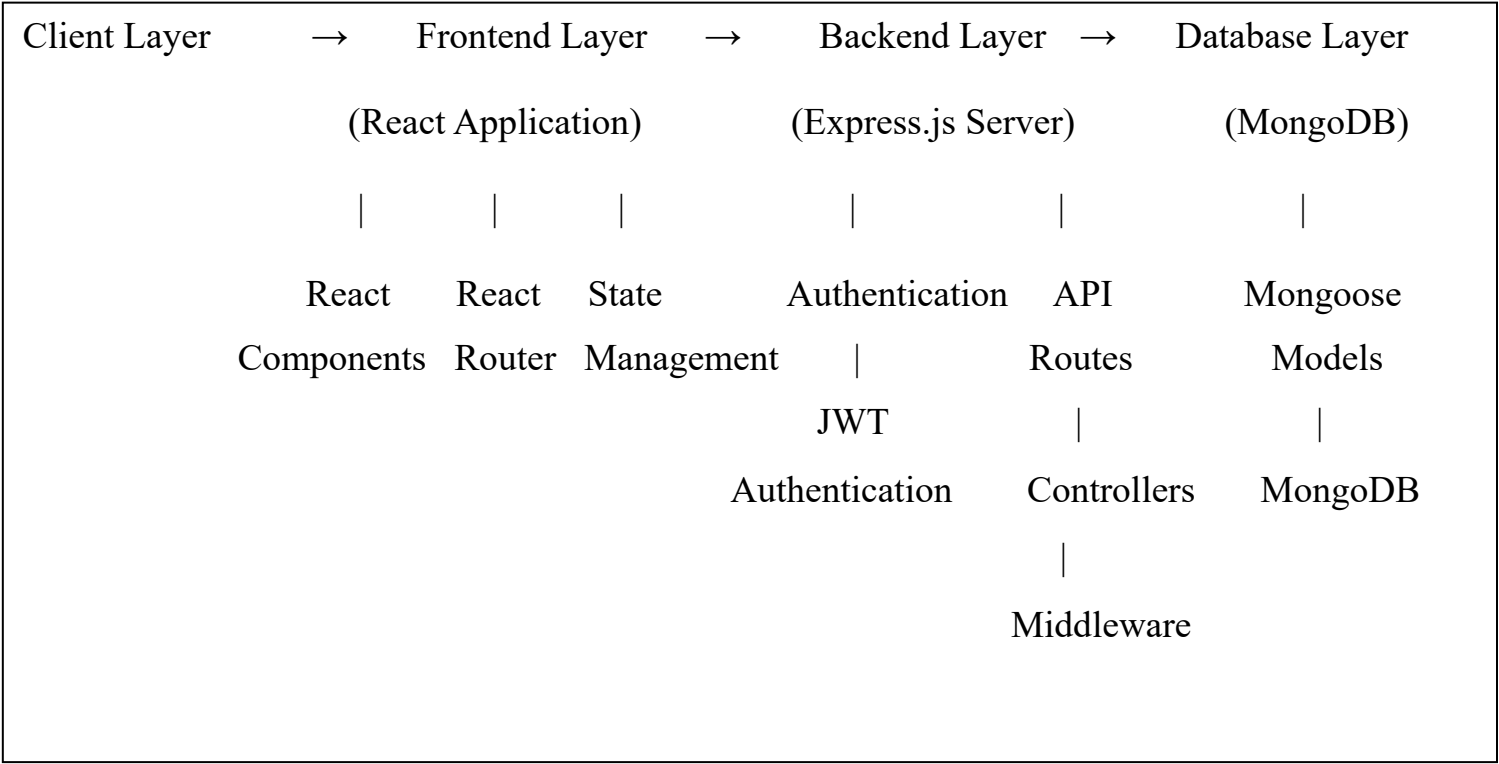 Client Layer → Frontend Layer → Backend Layer → Database Layer
(React Application) (Express.js Server) (MongoDB)
| | | | | |
React React State Authentication API Mongoose
Components Router Management | Routes Models
JWT | |
Authentication Controllers MongoDB
|
Middleware